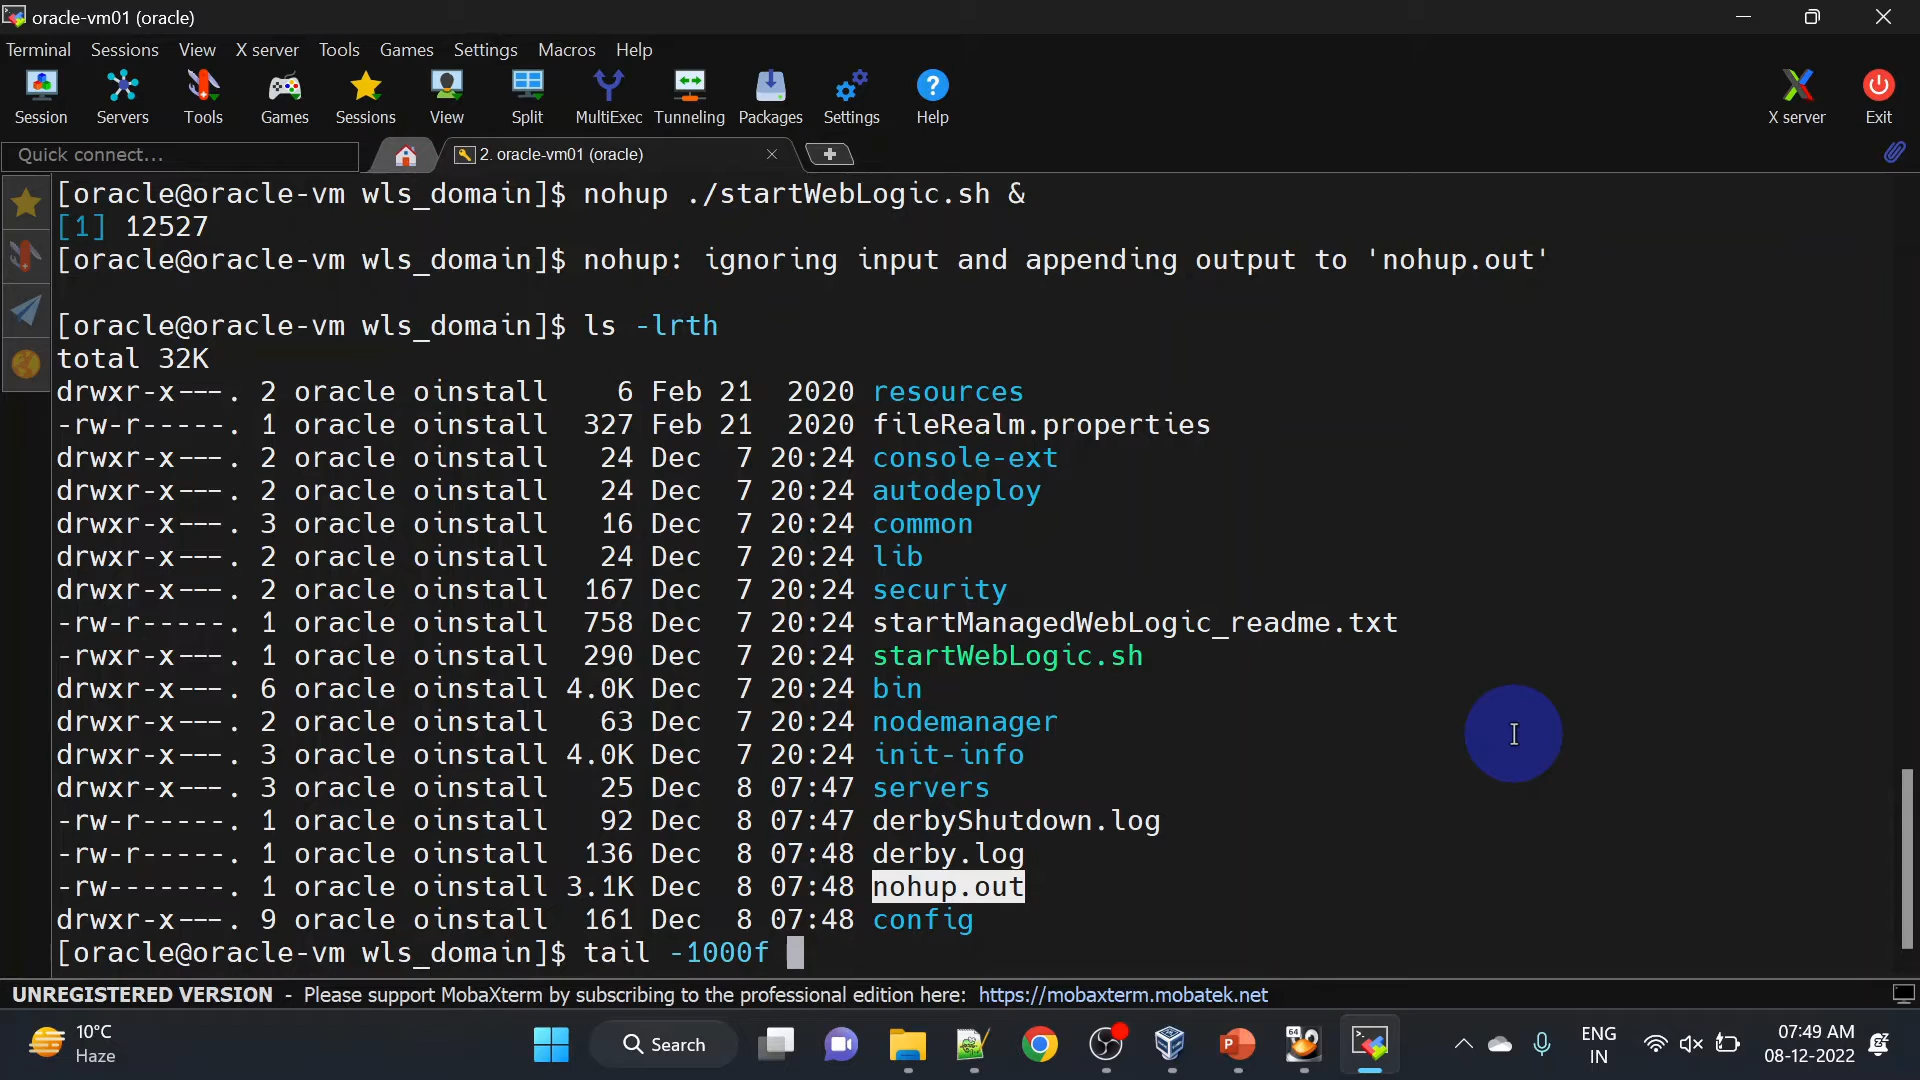 oracle-vm01 (oracle)
Terminal Sessions View X server Tools Games Settings Macros Help
Session Servers Tools Games Sessions View Split MultiExec Tunneling Packages Settings Help X server Exit
Quick connect... 2. oracle-vm01 (oracle)
[oracle@oracle-vm wls_domain]$ nohup ./startWebLogic.sh &
[1] 12527
[oracle@oracle-vm wls_domain]$ nohup: ignoring input and appending output to 'nohup.out'
[oracle@oracle-vm wls_domain]$ ls -lrth
total 32K
drwxr-x---. 2 oracle oinstall    6 Feb 21  2020 resources
-rw-r-----. 1 oracle oinstall  327 Feb 21  2020 fileRealm.properties
drwxr-x---. 2 oracle oinstall   24 Dec  7 20:24 console-ext
drwxr-x---. 2 oracle oinstall   24 Dec  7 20:24 autodeploy
drwxr-x---. 3 oracle oinstall   16 Dec  7 20:24 common
drwxr-x---. 2 oracle oinstall   24 Dec  7 20:24 lib
drwxr-x---. 2 oracle oinstall  167 Dec  7 20:24 security
-rw-r-----. 1 oracle oinstall  758 Dec  7 20:24 startManagedWebLogic_readme.txt
-rwxr-x---. 1 oracle oinstall  290 Dec  7 20:24 startWebLogic.sh
drwxr-x---. 6 oracle oinstall 4.0K Dec  7 20:24 bin
drwxr-x---. 2 oracle oinstall   63 Dec  7 20:24 nodemanager
drwxr-x---. 3 oracle oinstall 4.0K Dec  7 20:24 init-info
drwxr-x---. 3 oracle oinstall   25 Dec  8 07:47 servers
-rw-r-----. 1 oracle oinstall   92 Dec  8 07:47 derbyShutdown.log
-rw-r-----. 1 oracle oinstall  136 Dec  8 07:48 derby.log
-rw-------. 1 oracle oinstall 3.1K Dec  8 07:48 nohup.out
drwxr-x---. 9 oracle oinstall  161 Dec  8 07:48 config
[oracle@oracle-vm wls_domain]$ tail -1000f
UNREGISTERED VERSION - Please support MobaXterm by subscribing to the professional edition here: https://mobaxterm.mobatek.net
10°C
Haze
Search
64
P
ENG
IN
07:49 AM
08-12-2022